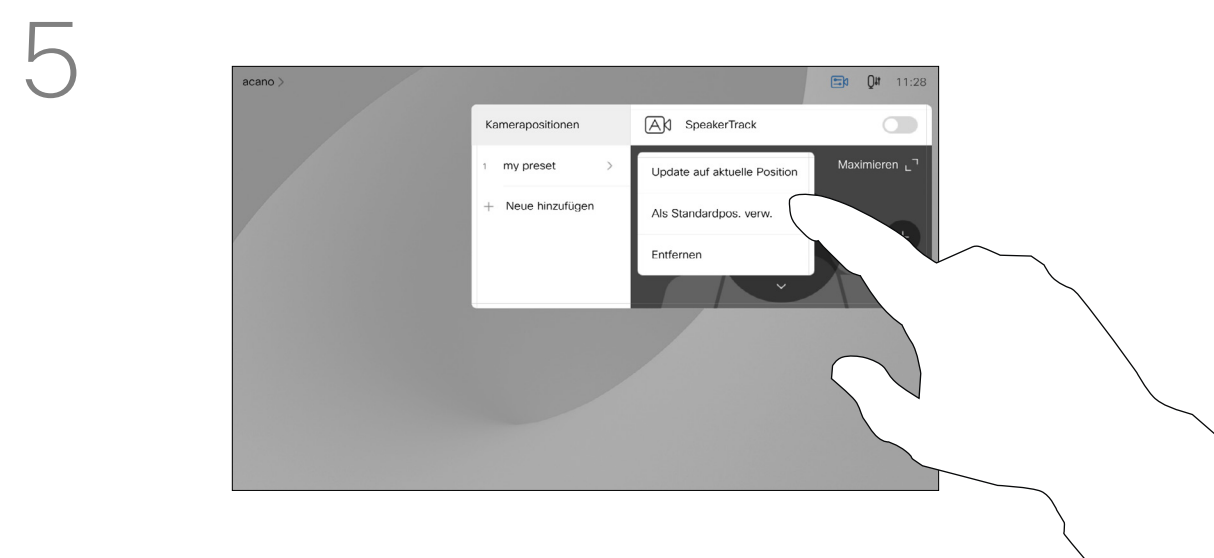 5
acano >
11:28
Kamerapositionen
SpeakerTrack
1 my preset >
Maximieren
Update auf aktuelle Position
+ Neue hinzufügen
Als Standardpos. verw.
Entfernen